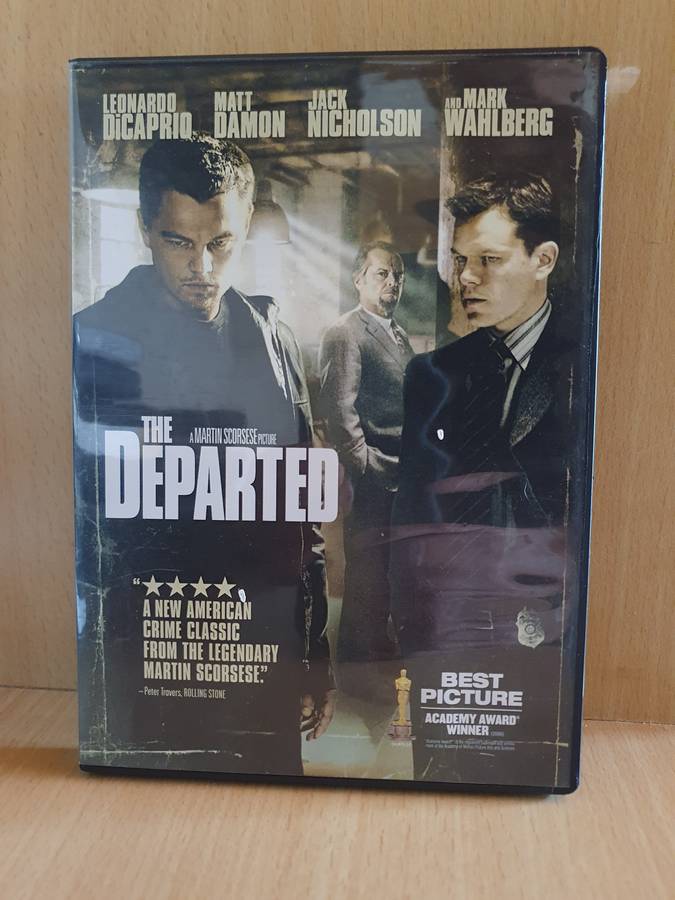 LEONARDO DiCAPRIO
MATT DAMON
JACK NICHOLSON
AND MARK WAHLBERG
THE
A MARTIN SCORSESE PICTURE
DEPARTED
“★★★★.
A NEW AMERICAN
CRIME CLASSIC
FROM THE LEGENDARY
MARTIN SCORSESE.”
– Peter Travers, ROLLING STONE
BEST
PICTURE
ACADEMY AWARD®
WINNER (2006)